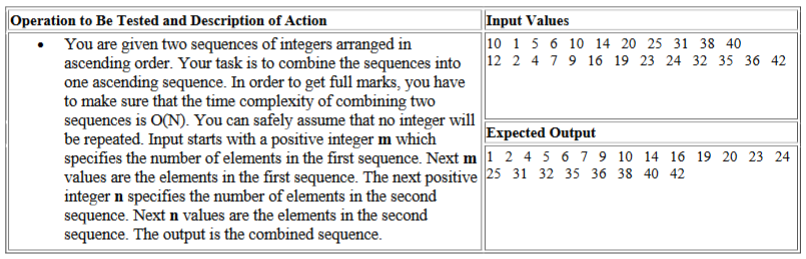 Operation to Be Tested and Description of Action
• You are given two sequences of integers arranged in
ascending order. Your task is to combine the sequences into
one ascending sequence. In order to get full marks, you have
to make sure that the time complexity of combining two
sequences is O(N). You can safely assume that no integer will
be repeated. Input starts with a positive integer m which
specifies the number of elements in the first sequence. Next m
values are the elements in the first sequence. The next positive
integer n specifies the number of elements in the second
sequence. Next n values are the elements in the second
sequence. The output is the combined sequence.
Input Values
10 1 5 6 10 14 20 25 31 38 40
12 2 4 7 9 16 19 23 24 32 35 36 42
Expected Output
1 2 4 5 6 7 9 10 14 16 19 20 23 24
25 31 32 35 36 38 40 42